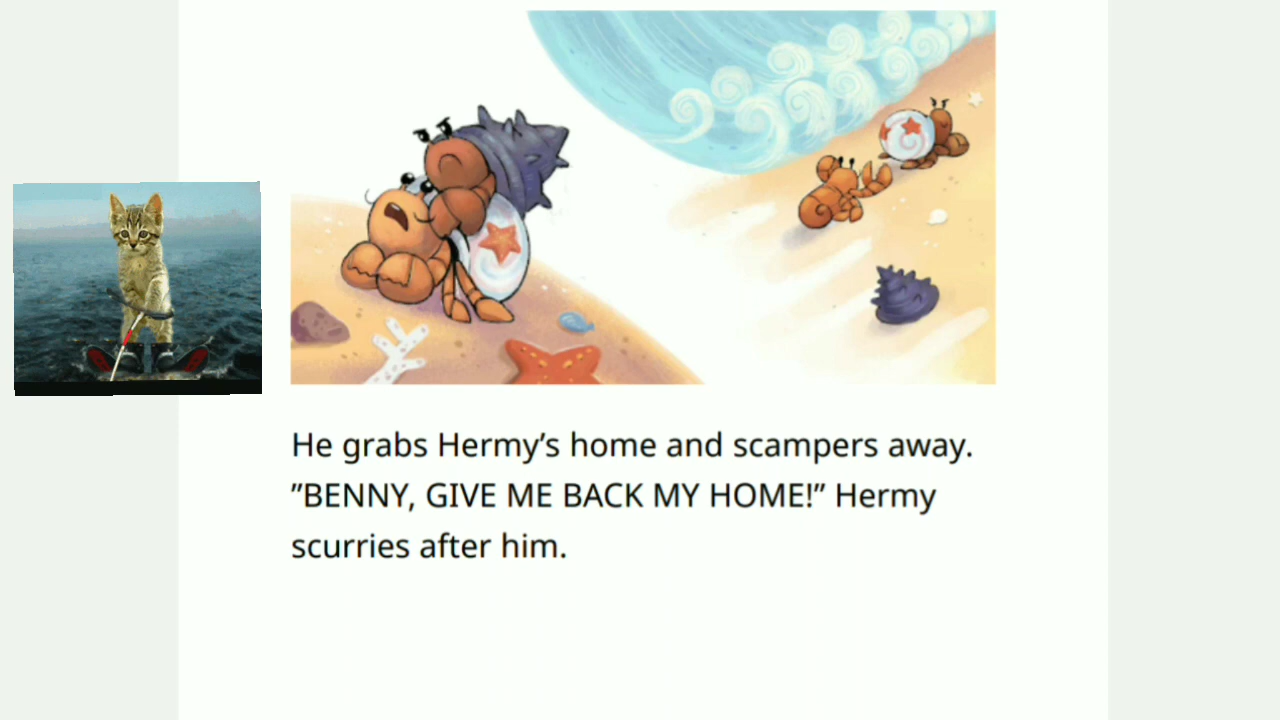 He grabs Hermy’s home and scampers away.
”BENNY, GIVE ME BACK MY HOME!” Hermy
scurries after him.